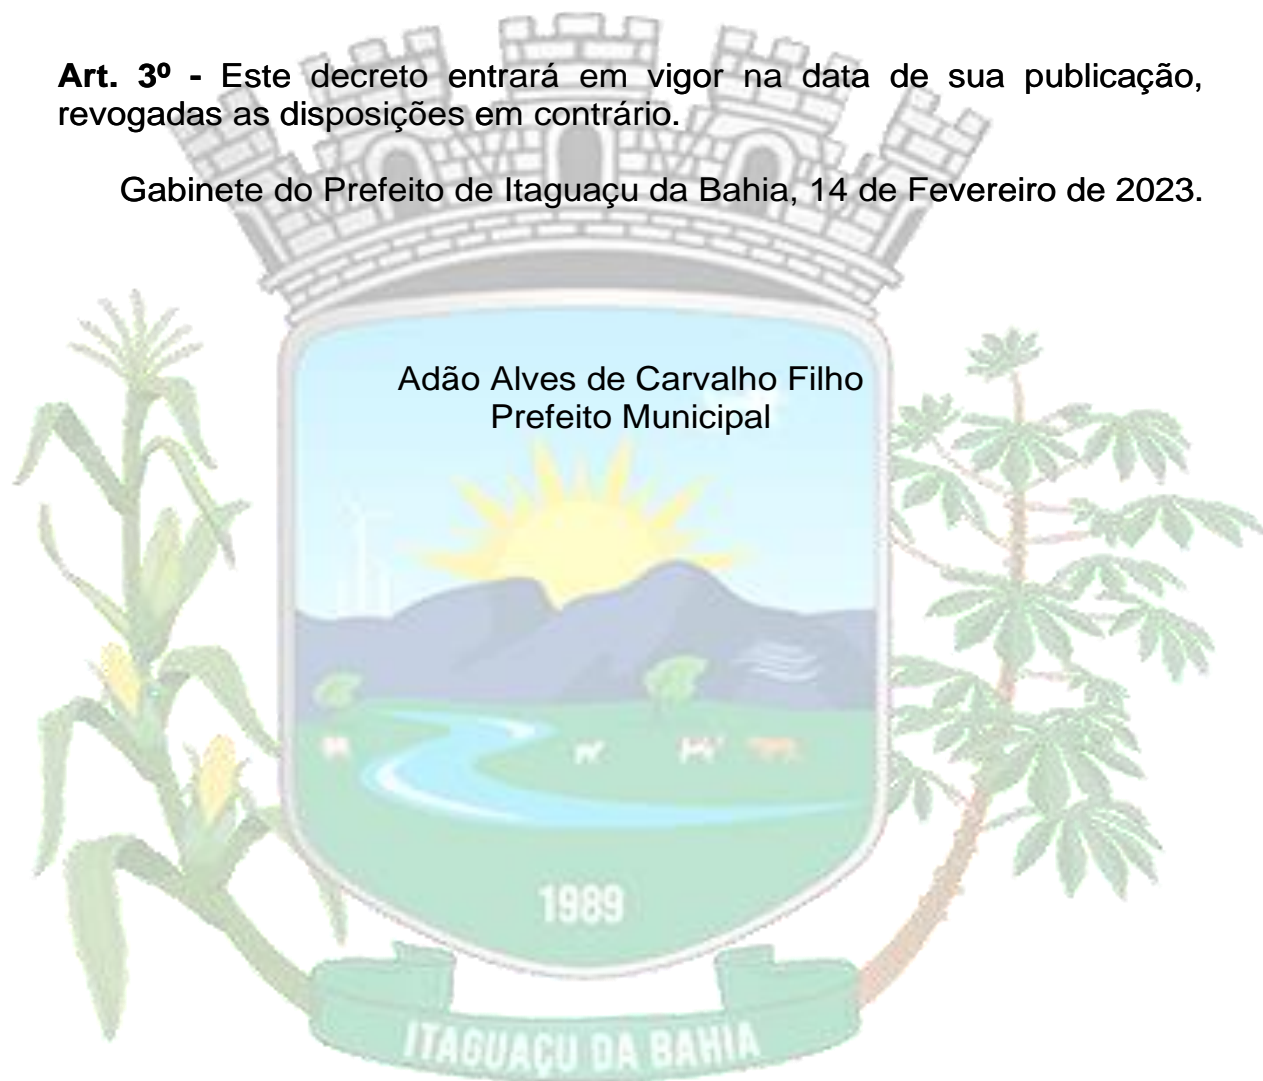 Art. 3º - Este decreto entrará em vigor na data de sua publicação,
revogadas as disposições em contrário.
Gabinete do Prefeito de Itaguaçu da Bahia, 14 de Fevereiro de 2023.
Adão Alves de Carvalho Filho
Prefeito Municipal
1989
ITAGUAÇU DA BAHIA